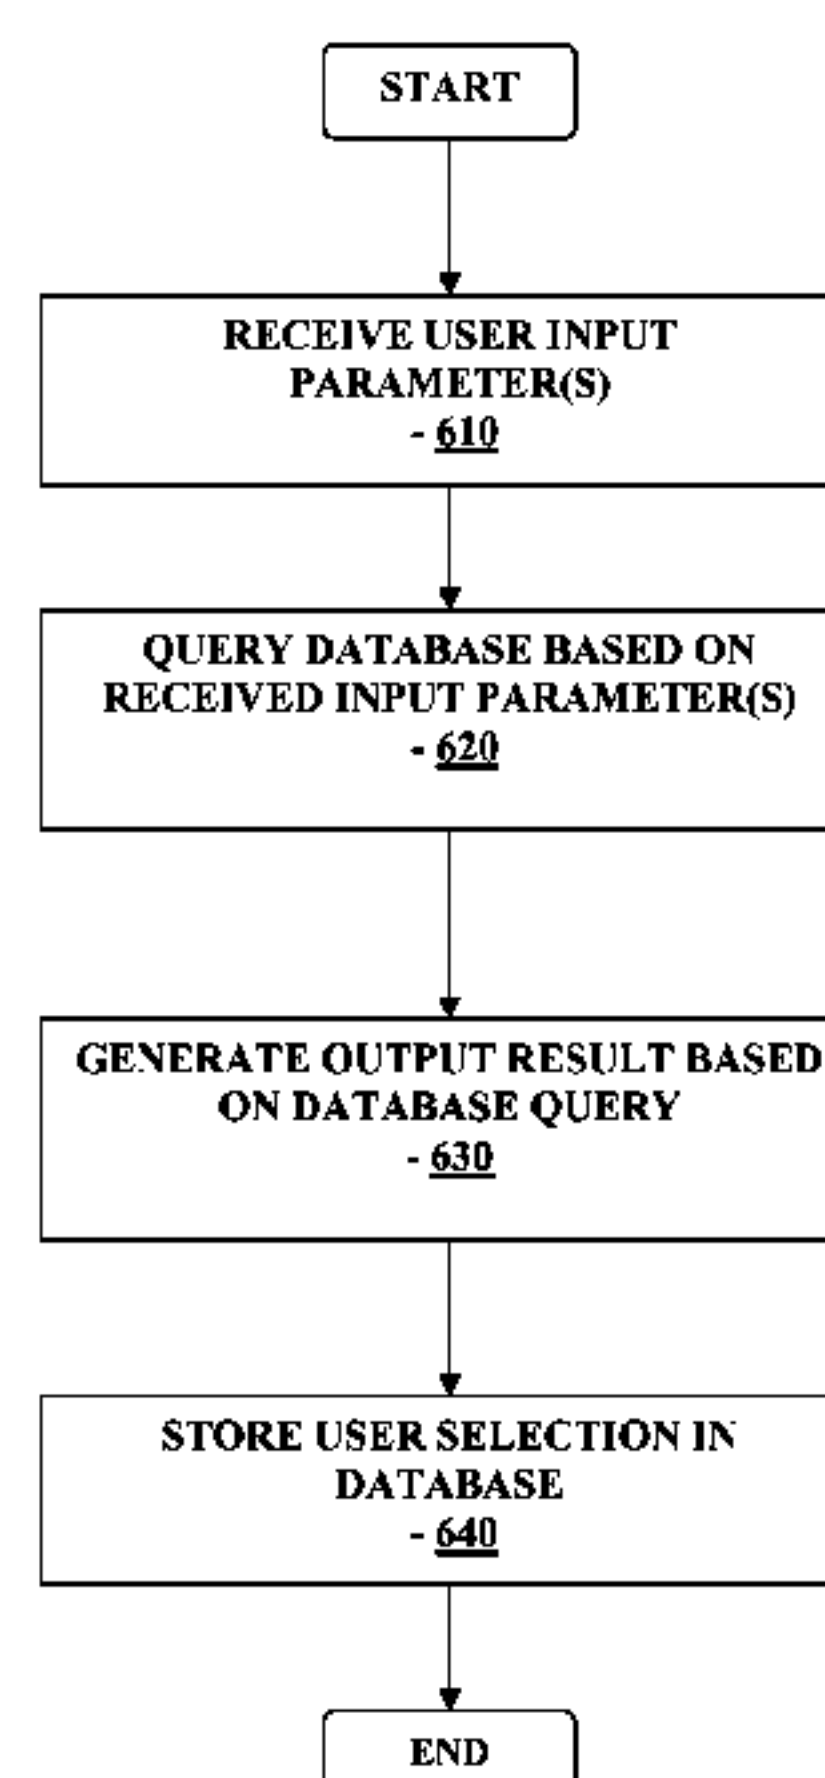 START
RECEIVE USER INPUT
PARAMETER(S)
- 610
QUERY DATABASE BASED ON
RECEIVED INPUT PARAMETER(S)
- 620
GENERATE OUTPUT RESULT BASED
ON DATABASE QUERY
- 630
STORE USER SELECTION IN
DATABASE
- 640
END